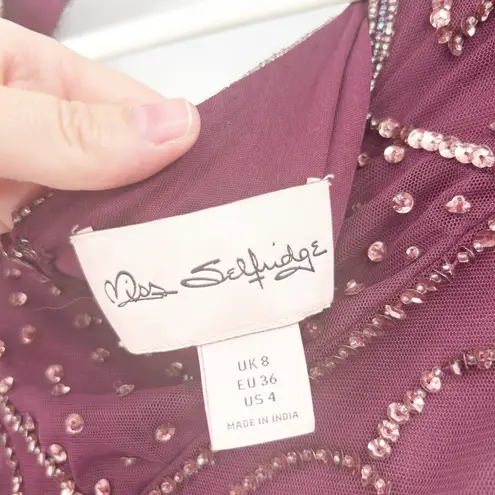 Miss Selfridge
UK 8
EU 36
US 4
MADE IN INDIA